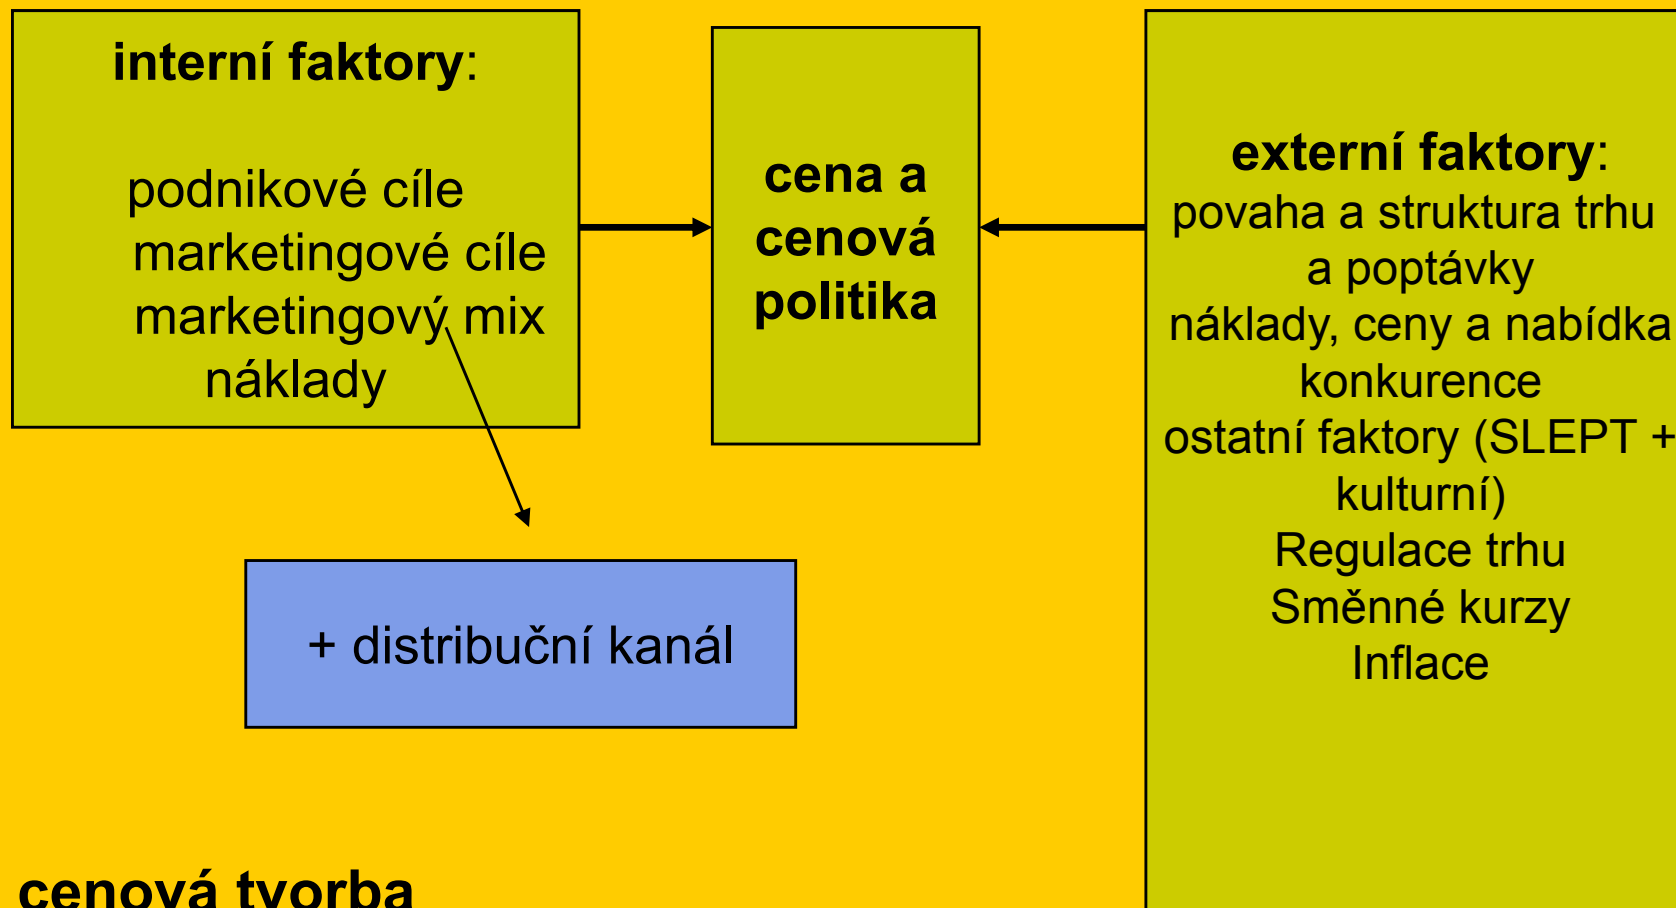 interní faktory:
podnikové cíle
marketingové cíle
marketingový mix
náklady
cena a
cenová
politika
externí faktory:
povaha a struktura trhu
a poptávky
náklady, ceny a nabídka
konkurence
ostatní faktory (SLEPT +
kulturní)
Regulace trhu
Směnné kurzy
Inflace
+ distribuční kanál
cenová tvorba